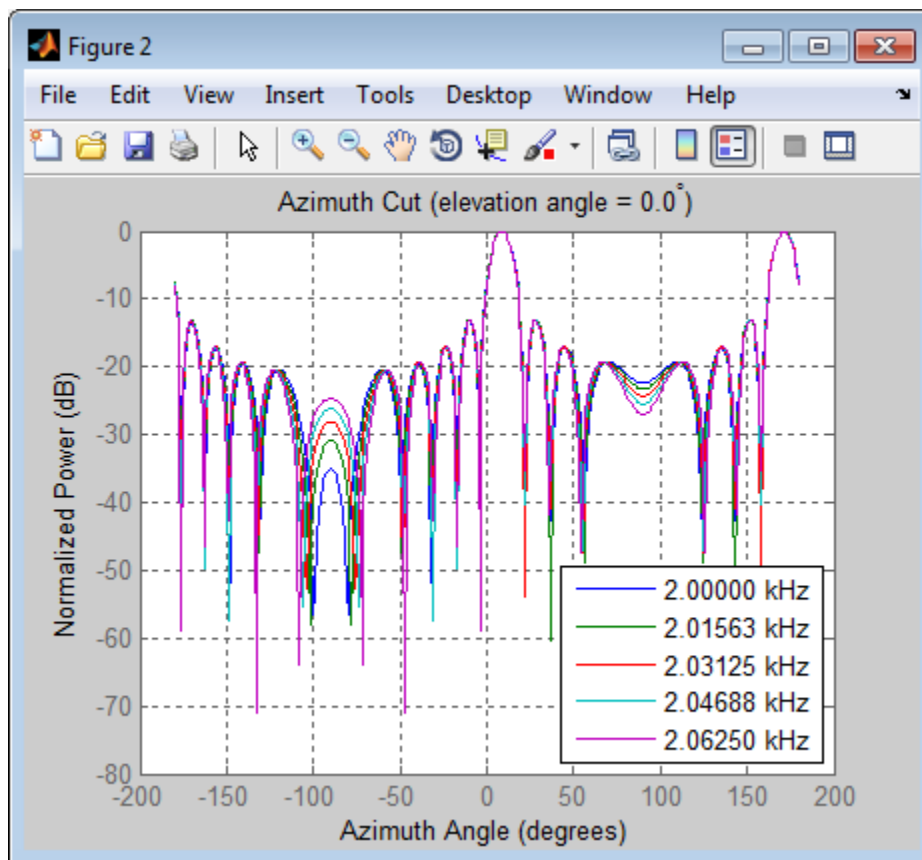 Figure 2
File Edit View Insert Tools Desktop Window Help
Azimuth Cut (elevation angle = 0.0°)
0
-10
-20
-30
-40
-50
-60
-70
-80
Normalized Power (dB)
2.00000 kHz
2.01563 kHz
2.03125 kHz
2.04688 kHz
2.06250 kHz
-200 -150 -100 -50 0 50 100 150 200
Azimuth Angle (degrees)